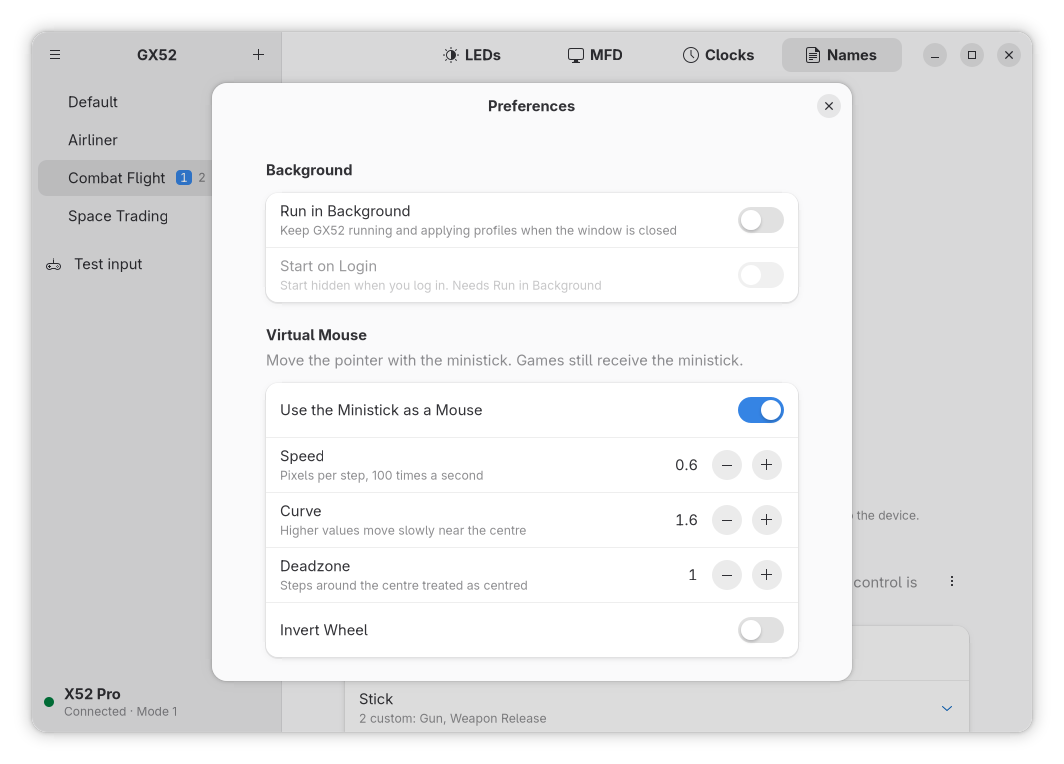 GX52
LEDs
MFD
Clocks
Names
Default
Airliner
Combat Flight 1 2
Space Trading
Test input
Preferences
Background
Run in Background
Keep GX52 running and applying profiles when the window is closed
Start on Login
Start hidden when you log in. Needs Run in Background
Virtual Mouse
Move the pointer with the ministick. Games still receive the ministick.
Use the Ministick as a Mouse
Speed
Pixels per step, 100 times a second
0.6
Curve
Higher values move slowly near the centre
1.6
Deadzone
Steps around the centre treated as centred
1
Invert Wheel
the device.
control is
Stick
2 custom: Gun, Weapon Release
X52 Pro
Connected · Mode 1